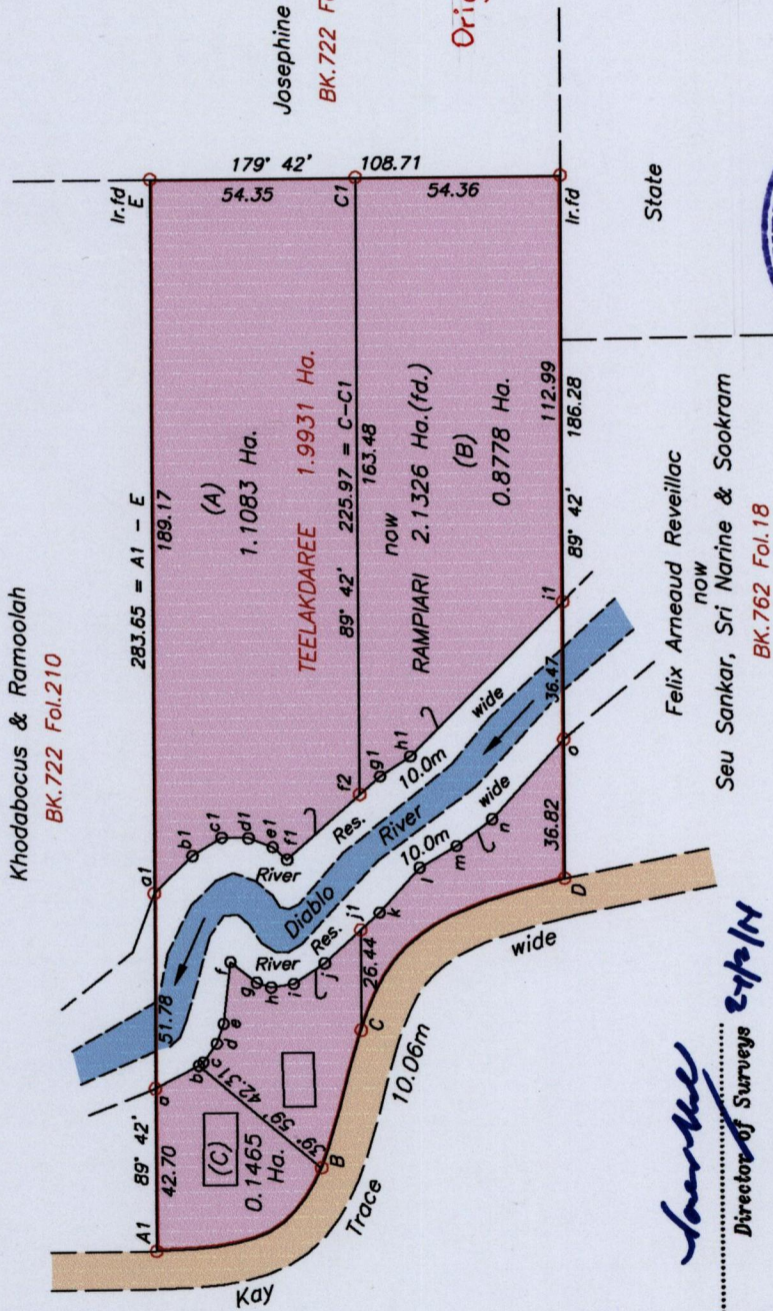 Khodabocus & Ramoolah
BK.722 Fol.210
Josephine
BK.722 F
Orig
Ir.fd
E
179° 42'
108.71
54.35
C1
54.36
Ir.fd
State
283.65 = A1 - E
189.17
(A)
1.1083 Ha.
TEELAKDAREE 1.9931 Ha.
89° 42' 225.97 = C-C1
163.48
now
RAMPIARI 2.1326 Ha.(fd.)
(B)
0.8778 Ha.
112.99
89° 42' 186.28
a1
b1
c1
d1
e1
f1
f2
g1
h1
i1
River
Res.
10.0m
wide
Diablo
River
River
Res.
10.0m
wide
51.78
36.47
36.82
a
b
c
d
e
f
g
h
i
j
j1
k
l
m
n
o
26.44
C
D
A1
89° 42'
42.70
(C)
0.1465
Ha.
39° 59' 42.31
B
Kay
Trace
10.06m
wide
Felix Arneaud Reveillac
now
Seu Sankar, Sri Narine & Sookram
BK.762 Fol.18
Director of Surveys